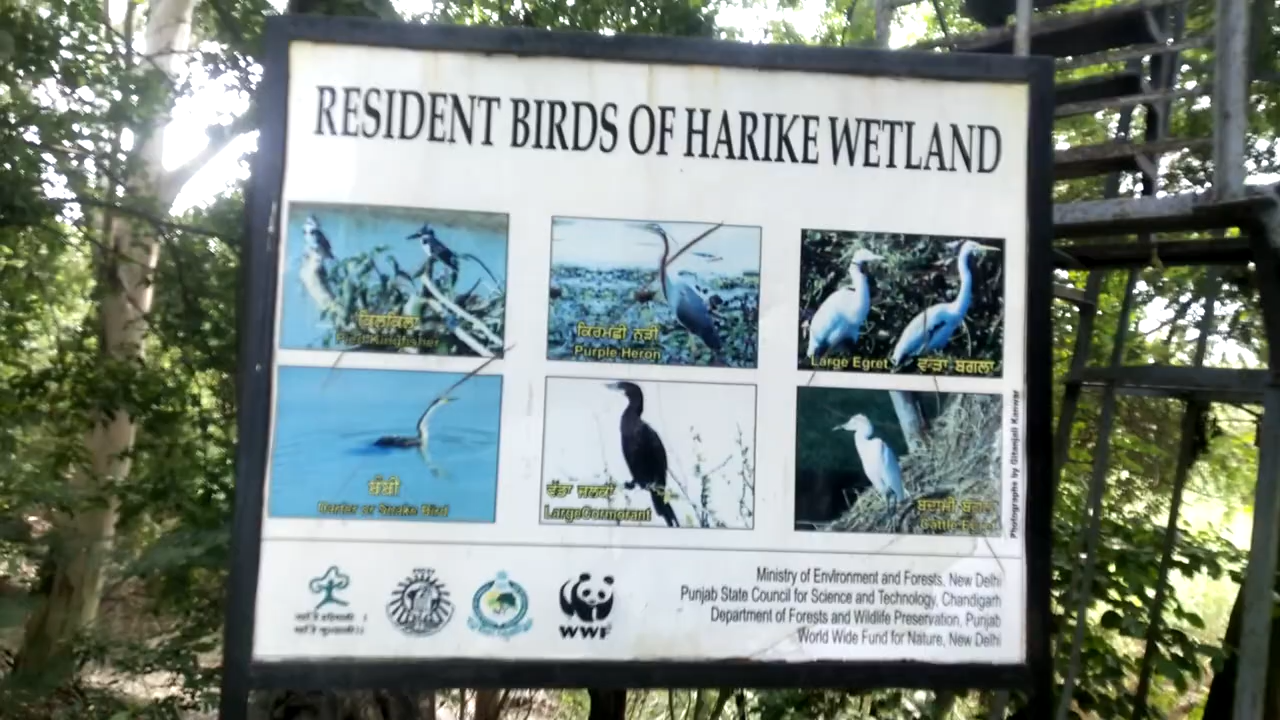 RESIDENT BIRDS OF HARIKE WETLAND
ਕਿਲਕਿਲਾ
Pied Kingfisher
ਕਿਰਮਚੀ ਨੜੀ
Purple Heron
Large Egret ਵੱਡਾ ਬਗਲਾ
ਬੰਬੀ
Darter or Snake Bird
ਵੱਡਾ ਜਲਕਾਂ
Large Cormorant
ਬਦਾਮੀ ਬਗਲਾ
Cattle Egret
Photographs by Gitanjali Kanwar
WWF
Ministry of Environment and Forests, New Delhi
Punjab State Council for Science and Technology, Chandigarh
Department of Forests and Wildlife Preservation, Punjab
World Wide Fund for Nature, New Delhi